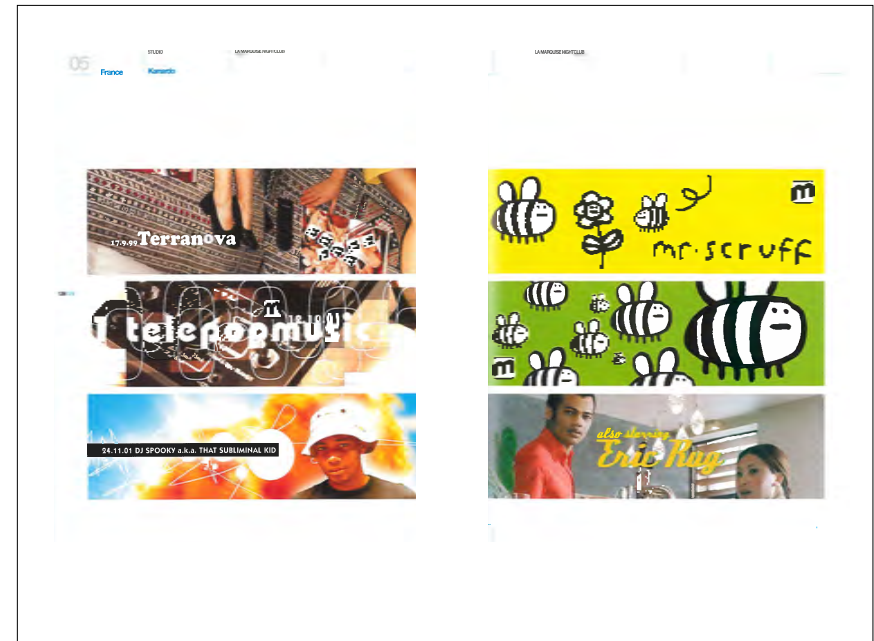 05
France
STUDIO
Kanardo
LA MARQUISE NIGHTCLUB
LA MARQUISE NIGHTCLUB
17.9.99 Terranova
m
telepopmusic
24.11.01 DJ SPOOKY a.k.a. THAT SUBLIMINAL KID
m
mr. scruff
m
also starring
Eric Rug